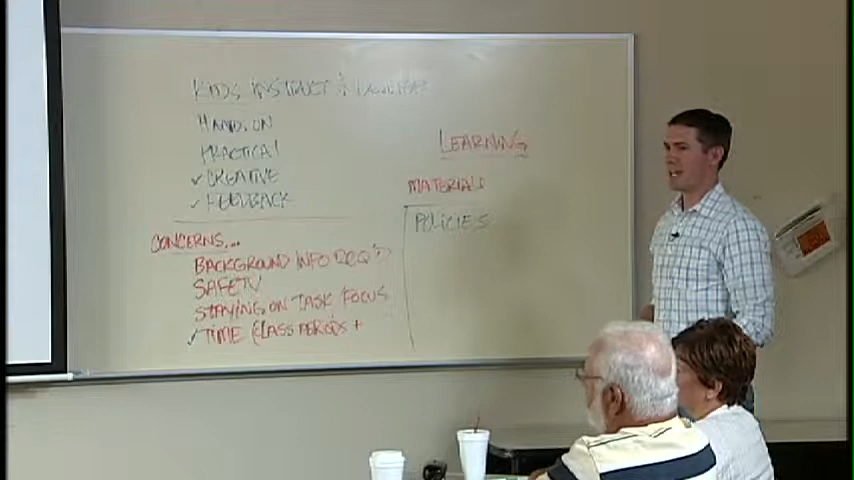 KIDS INSTRUCT &
HANDS ON
PRACTICAL
✓ CREATIVE
✓ FEEDBACK
CONCERNS...
BACKGROUND INFO REQ'D
SAFETY
STAYING ON TASK / FOCUS
✓ TIME (CLASS PERIODS +
LEARNING
MATERIALS
POLICIES